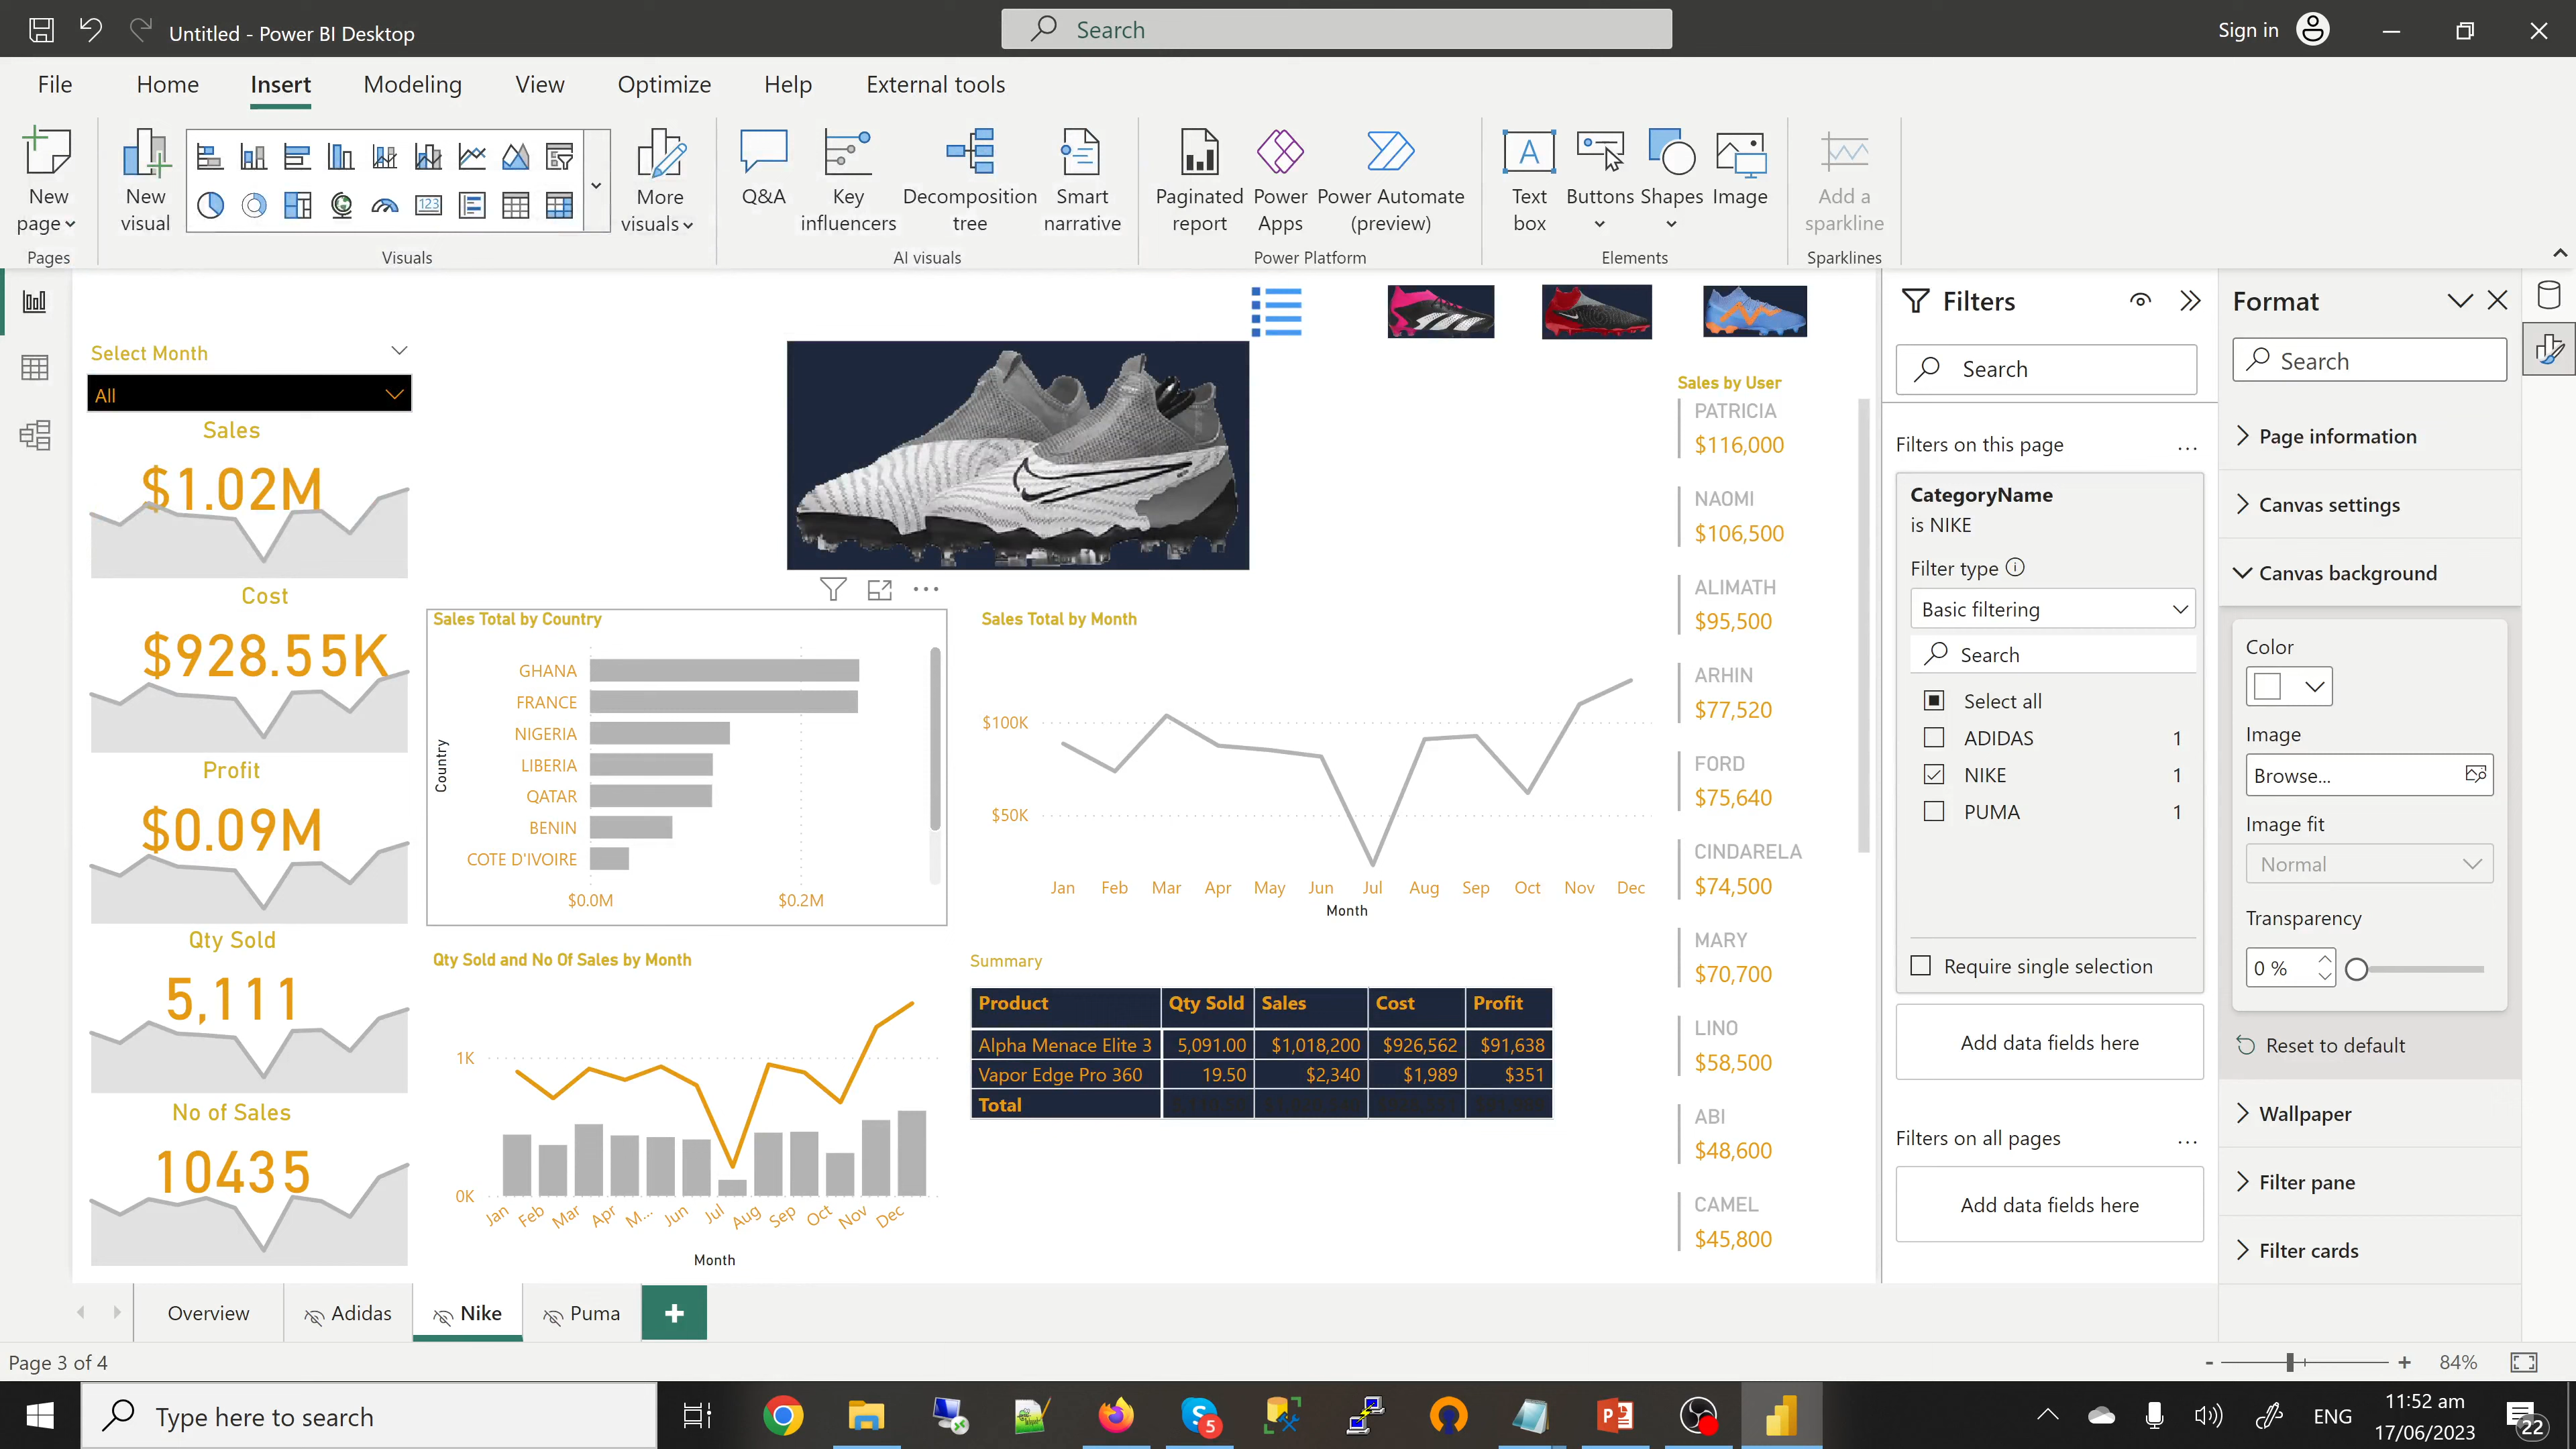 Untitled - Power BI Desktop
Search
Sign in
File
Home
Insert
Modeling
View
Optimize
Help
External tools
New page
New visual
More visuals
Q&A
Key influencers
Decomposition tree
Smart narrative
Paginated report
Power Apps
Power Automate (preview)
Text box
Buttons
Shapes
Image
Add a sparkline
Pages
Visuals
AI visuals
Power Platform
Elements
Sparklines
Select Month
All
Sales
$1.02M
Cost
$928.55K
Profit
$0.09M
Qty Sold
5,111
No of Sales
10435
Sales Total by Country
Country
GHANA
FRANCE
NIGERIA
LIBERIA
QATAR
BENIN
COTE D'IVOIRE
$0.0M
$0.2M
Sales Total by Month
$100K
$50K
Jan Feb Mar Apr May Jun Jul Aug Sep Oct Nov Dec
Month
Qty Sold and No Of Sales by Month
1K
0K
Jan Feb Mar Apr M... Jun Jul Aug Sep Oct Nov Dec
Month
Summary
Product Qty Sold Sales Cost Profit
Alpha Menace Elite 3 5,091.00 $1,018,200 $926,562 $91,638
Vapor Edge Pro 360 19.50 $2,340 $1,989 $351
Total
Sales by User
PATRICIA
$116,000
NAOMI
$106,500
ALIMATH
$95,500
ARHIN
$77,520
FORD
$75,640
CINDARELA
$74,500
MARY
$70,700
LINO
$58,500
ABI
$48,600
CAMEL
$45,800
Filters
Search
Filters on this page
...
CategoryName
is NIKE
Filter type
Basic filtering
Search
Select all
ADIDAS 1
NIKE 1
PUMA 1
Require single selection
Add data fields here
Filters on all pages
...
Add data fields here
Format
Search
Page information
Canvas settings
Canvas background
Color
Image
Browse...
Image fit
Normal
Transparency
0 %
Reset to default
Wallpaper
Filter pane
Filter cards
Overview
Adidas
Nike
Puma
+
Page 3 of 4
- + 84%
Type here to search
5
ENG
11:52 am
17/06/2023
22